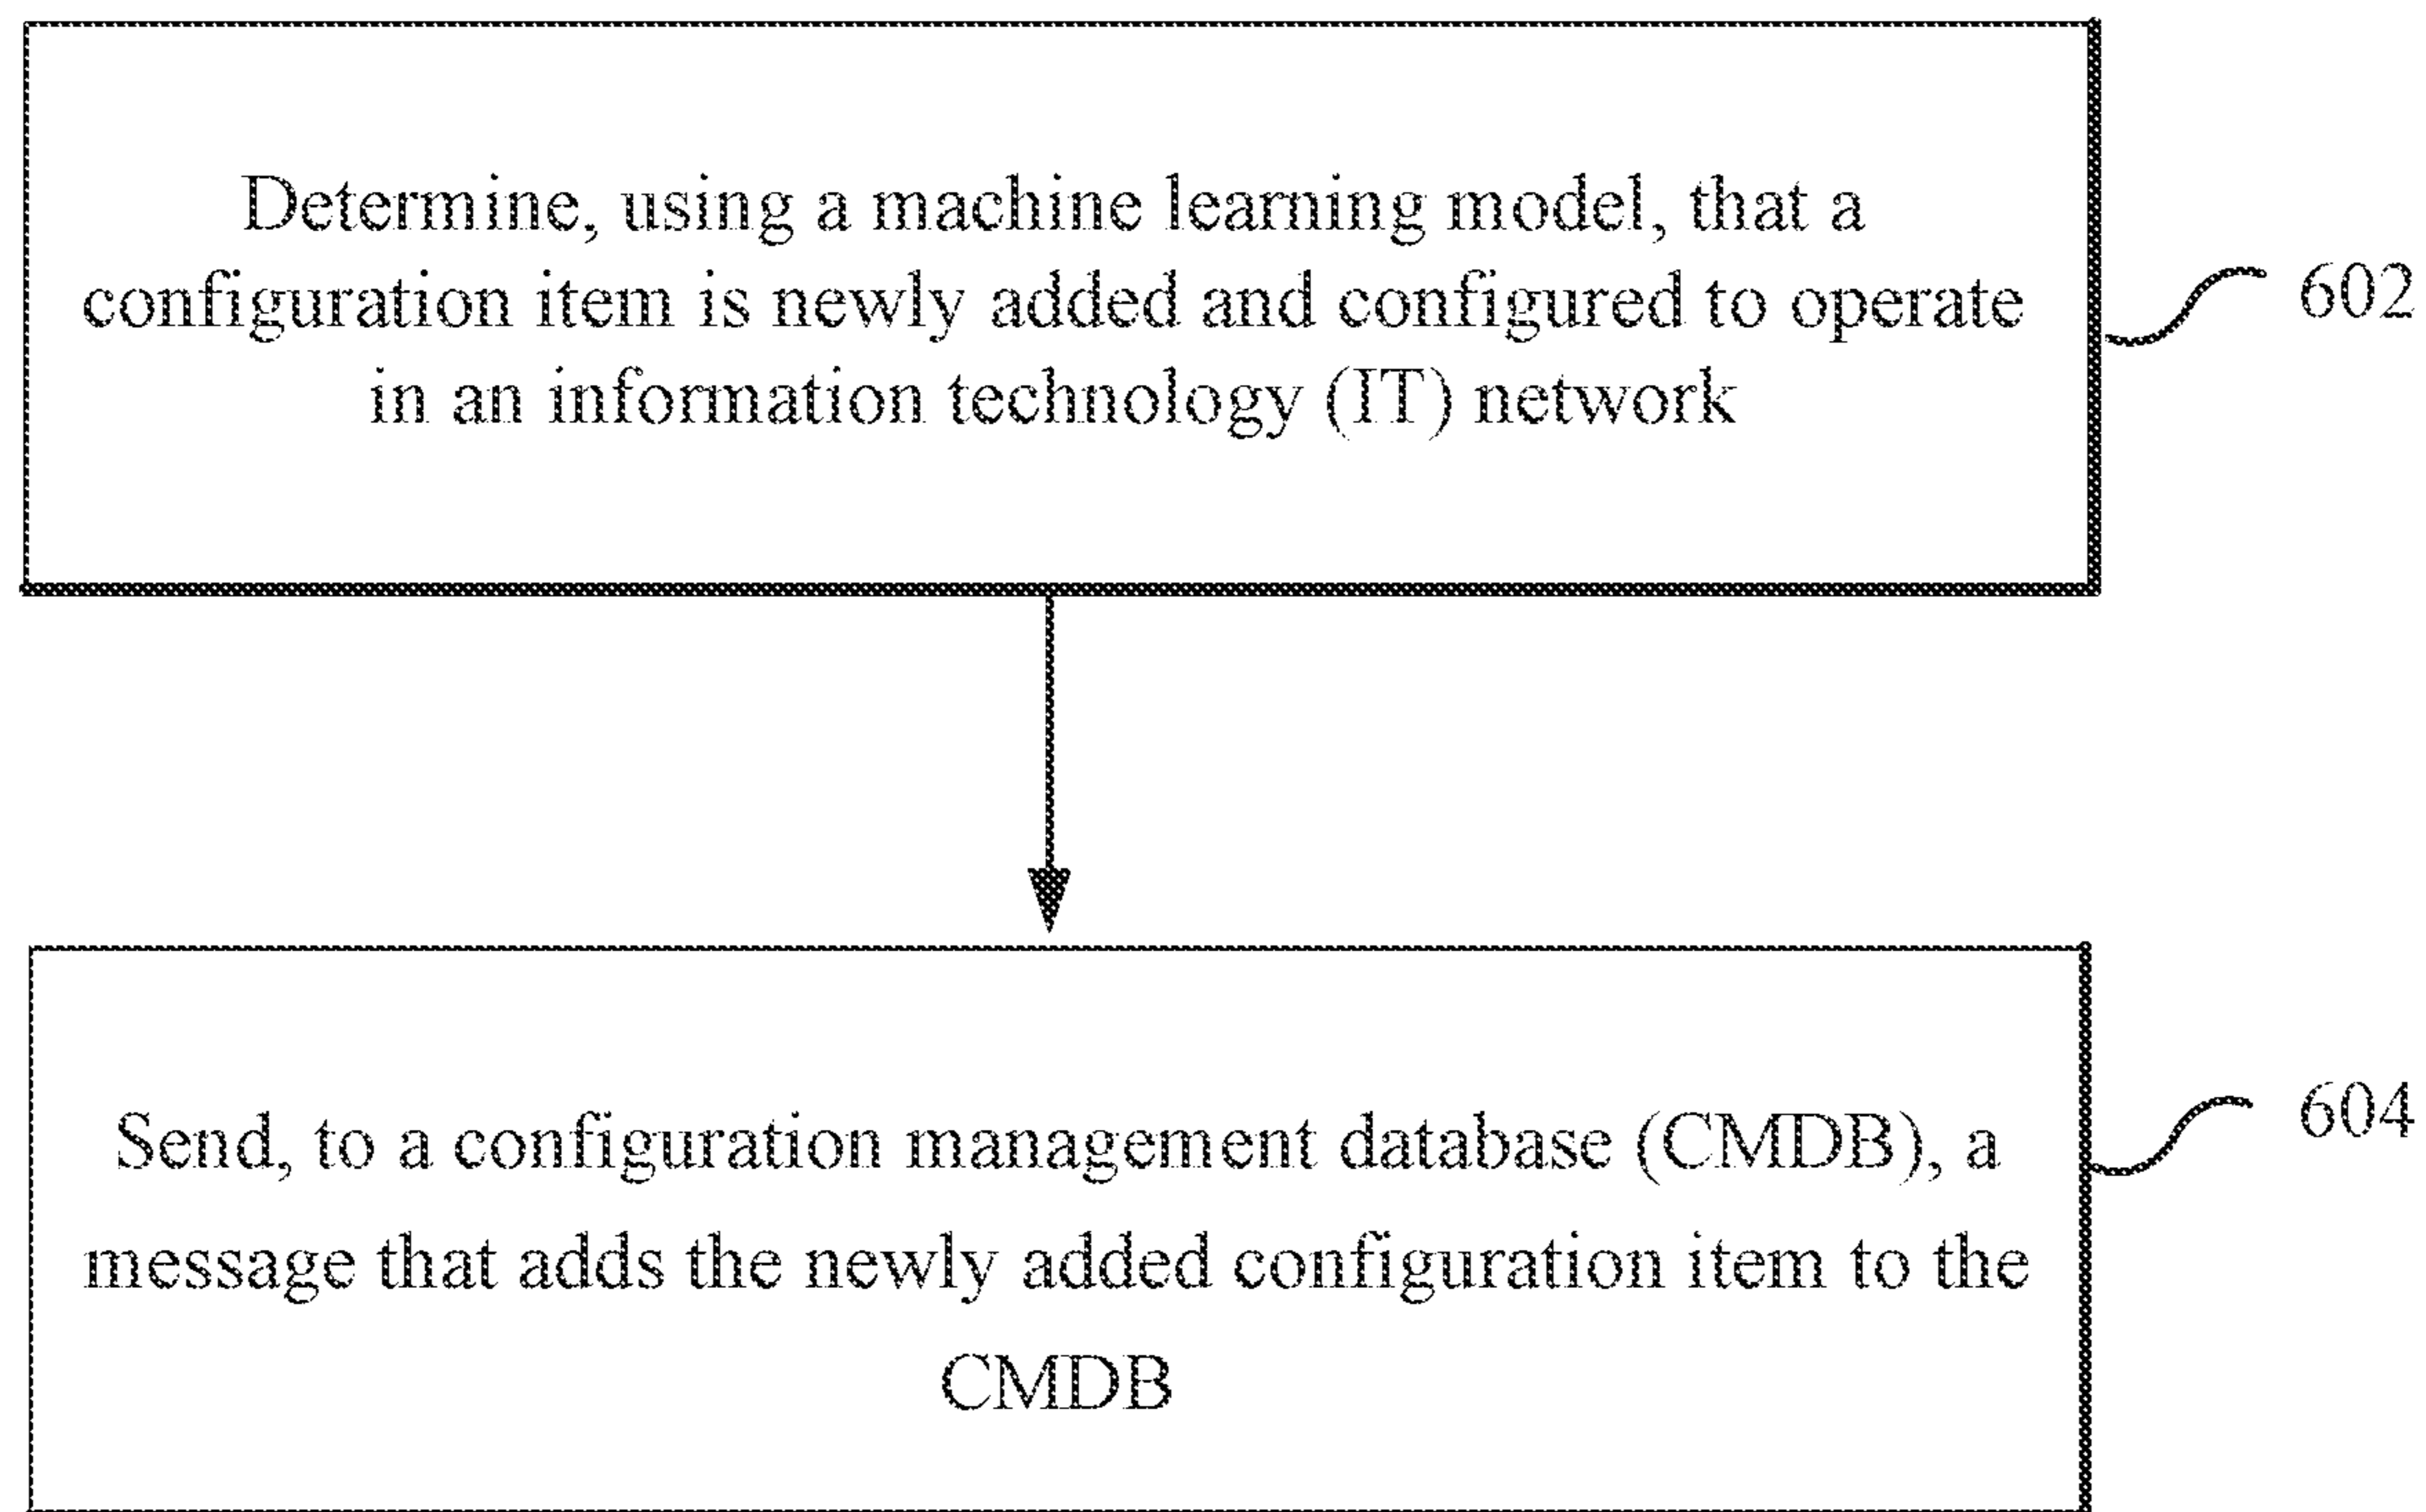 Determine, using a machine learning model, that a
configuration item is newly added and configured to operate
in an information technology (IT) network
602
Send, to a configuration management database (CMDB), a
message that adds the newly added configuration item to the
CMDB
604